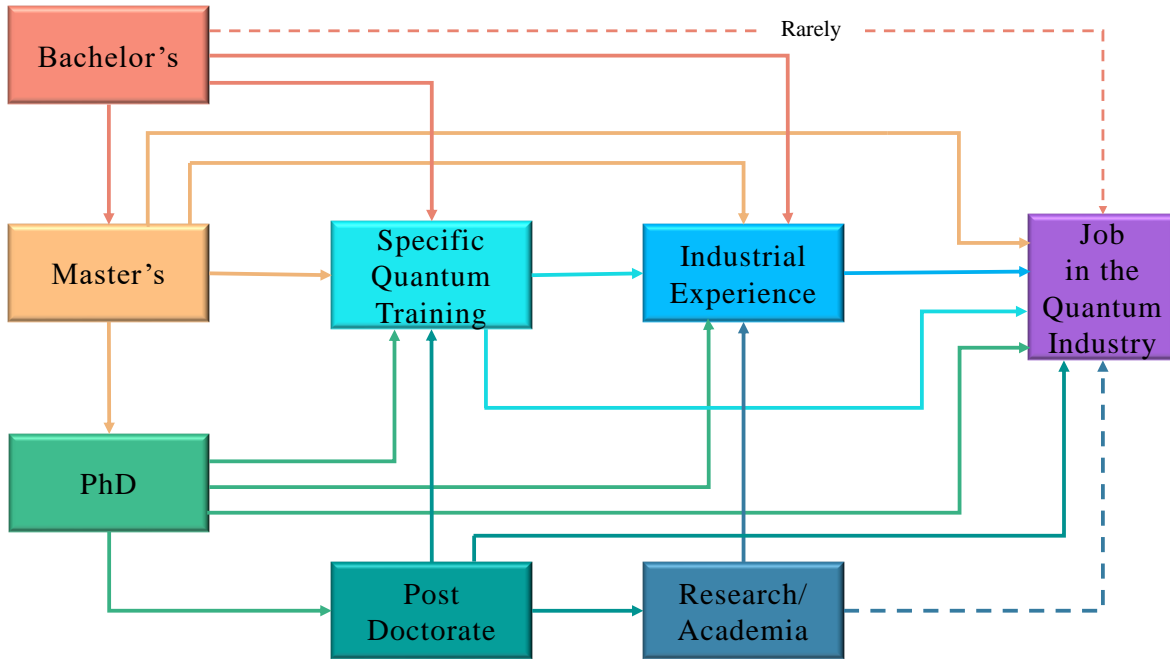 Rarely
Bachelor’s
Master’s
Specific
Quantum
Training
Industrial
Experience
Job
in the
Quantum
Industry
PhD
Post
Doctorate
Research/
Academia